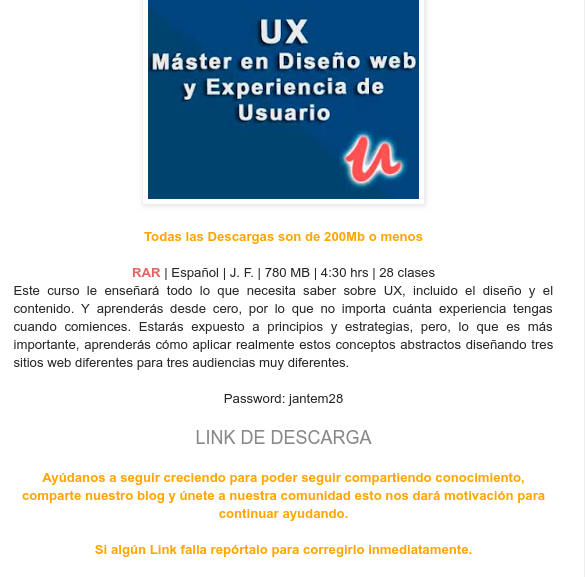 UX
Máster en Diseño web
y Experiencia de
Usuario
u
Todas las Descargas son de 200Mb o menos
RAR | Español | J. F. | 780 MB | 4:30 hrs | 28 clases
Este curso le enseñará todo lo que necesita saber sobre UX, incluido el diseño y el
contenido. Y aprenderás desde cero, por lo que no importa cuánta experiencia tengas
cuando comiences. Estarás expuesto a principios y estrategias, pero, lo que es más
importante, aprenderás cómo aplicar realmente estos conceptos abstractos diseñando tres
sitios web diferentes para tres audiencias muy diferentes.
Password: jantem28
LINK DE DESCARGA
Ayúdanos a seguir creciendo para poder seguir compartiendo conocimiento,
comparte nuestro blog y únete a nuestra comunidad esto nos dará motivación para
continuar ayudando.
Si algún Link falla repórtalo para corregirlo inmediatamente.